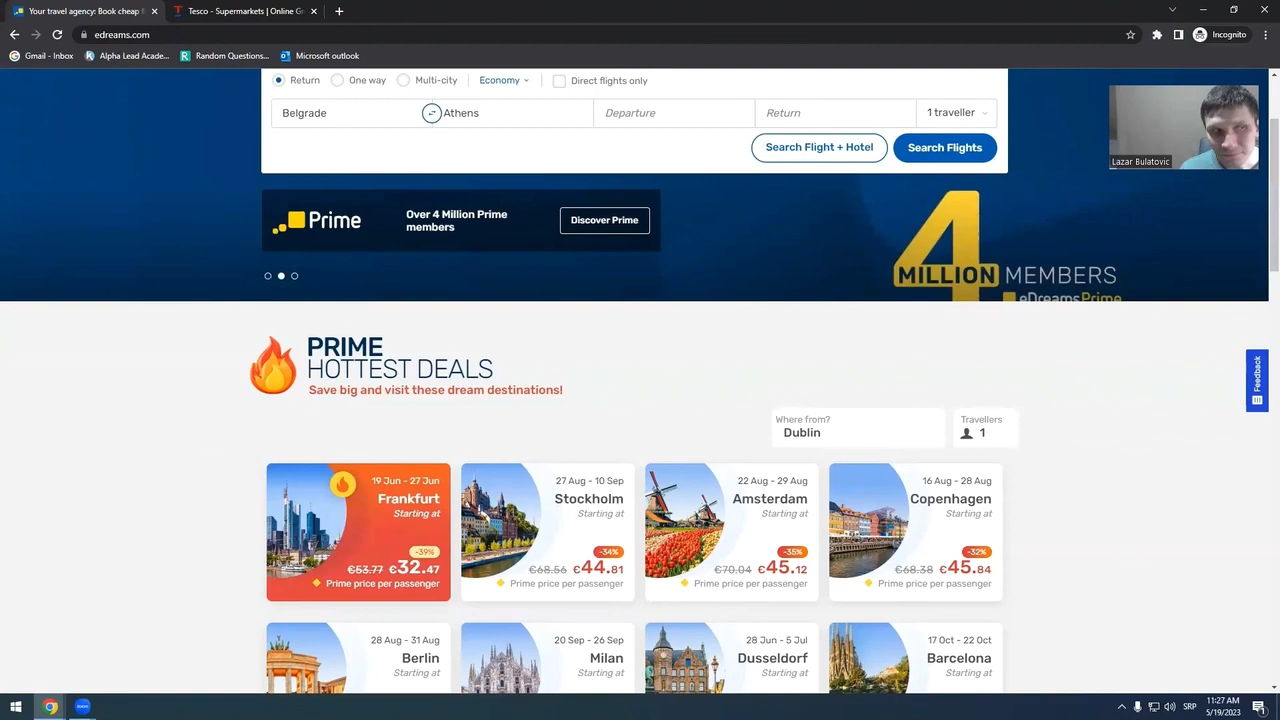 Your travel agency: Book cheap f
Tesco - Supermarkets | Online Gr
edreams.com
Incognito
Gmail - Inbox
Alpha Lead Acade...
Random Questions...
Microsoft outlook
Return
One way
Multi-city
Economy
Direct flights only
Belgrade
Athens
Departure
Return
1 traveller
Search Flight + Hotel
Search Flights
Lazar Bulatovic
Prime
Over 4 Million Prime
members
Discover Prime
4
MILLION MEMBERS
eDreamsPrime
Feedback
PRIME
HOTTEST DEALS
Save big and visit these dream destinations!
Where from?
Dublin
Travellers
1
19 Jun - 27 Jun
Frankfurt
Starting at
-39%
€53.77 €32.47
Prime price per passenger
27 Aug - 10 Sep
Stockholm
Starting at
-34%
€68.56 €44.81
Prime price per passenger
22 Aug - 29 Aug
Amsterdam
Starting at
-35%
€70.04 €45.12
Prime price per passenger
16 Aug - 28 Aug
Copenhagen
Starting at
-32%
€68.38 €45.84
Prime price per passenger
28 Aug - 31 Aug
Berlin
Starting at
20 Sep - 26 Sep
Milan
Starting at
28 Jun - 5 Jul
Dusseldorf
Starting at
17 Oct - 22 Oct
Barcelona
Starting at
SRP
11:27 AM
5/19/2023